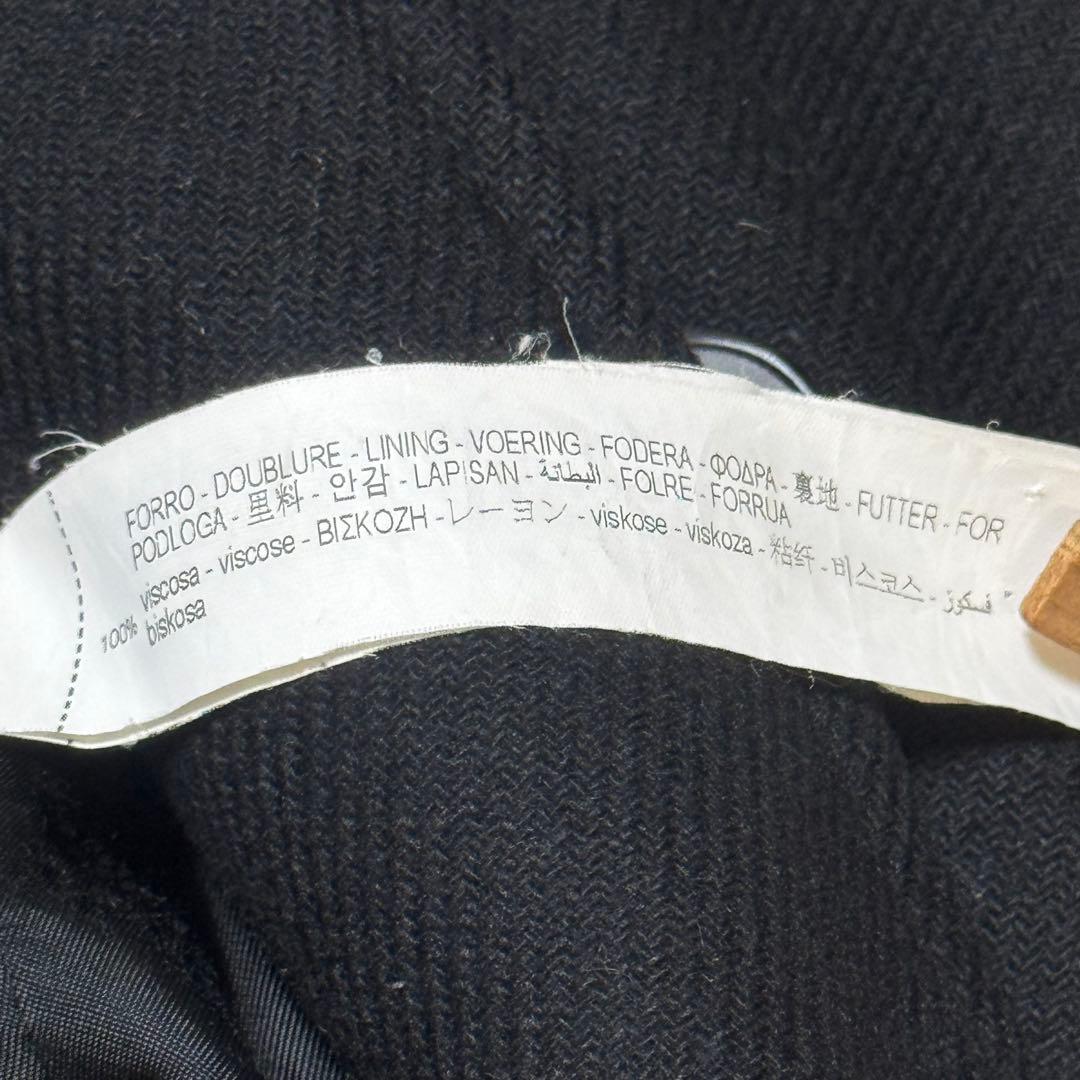 FORRO - DOUBLURE - LINING - VOERING - FODERA - ΦΟΔΡΑ - 裏地 - FUTTER - FOR
PODLOGA - 里料 - 안감 - LAPISAN - البطانة - FOLRE - FORRUA
100% viscosa - viscose - ΒΙΣΚΟΖΗ - レーヨン - viskose - viskoza - 粘纤 - 비스코스 - فسكوز
biskosa